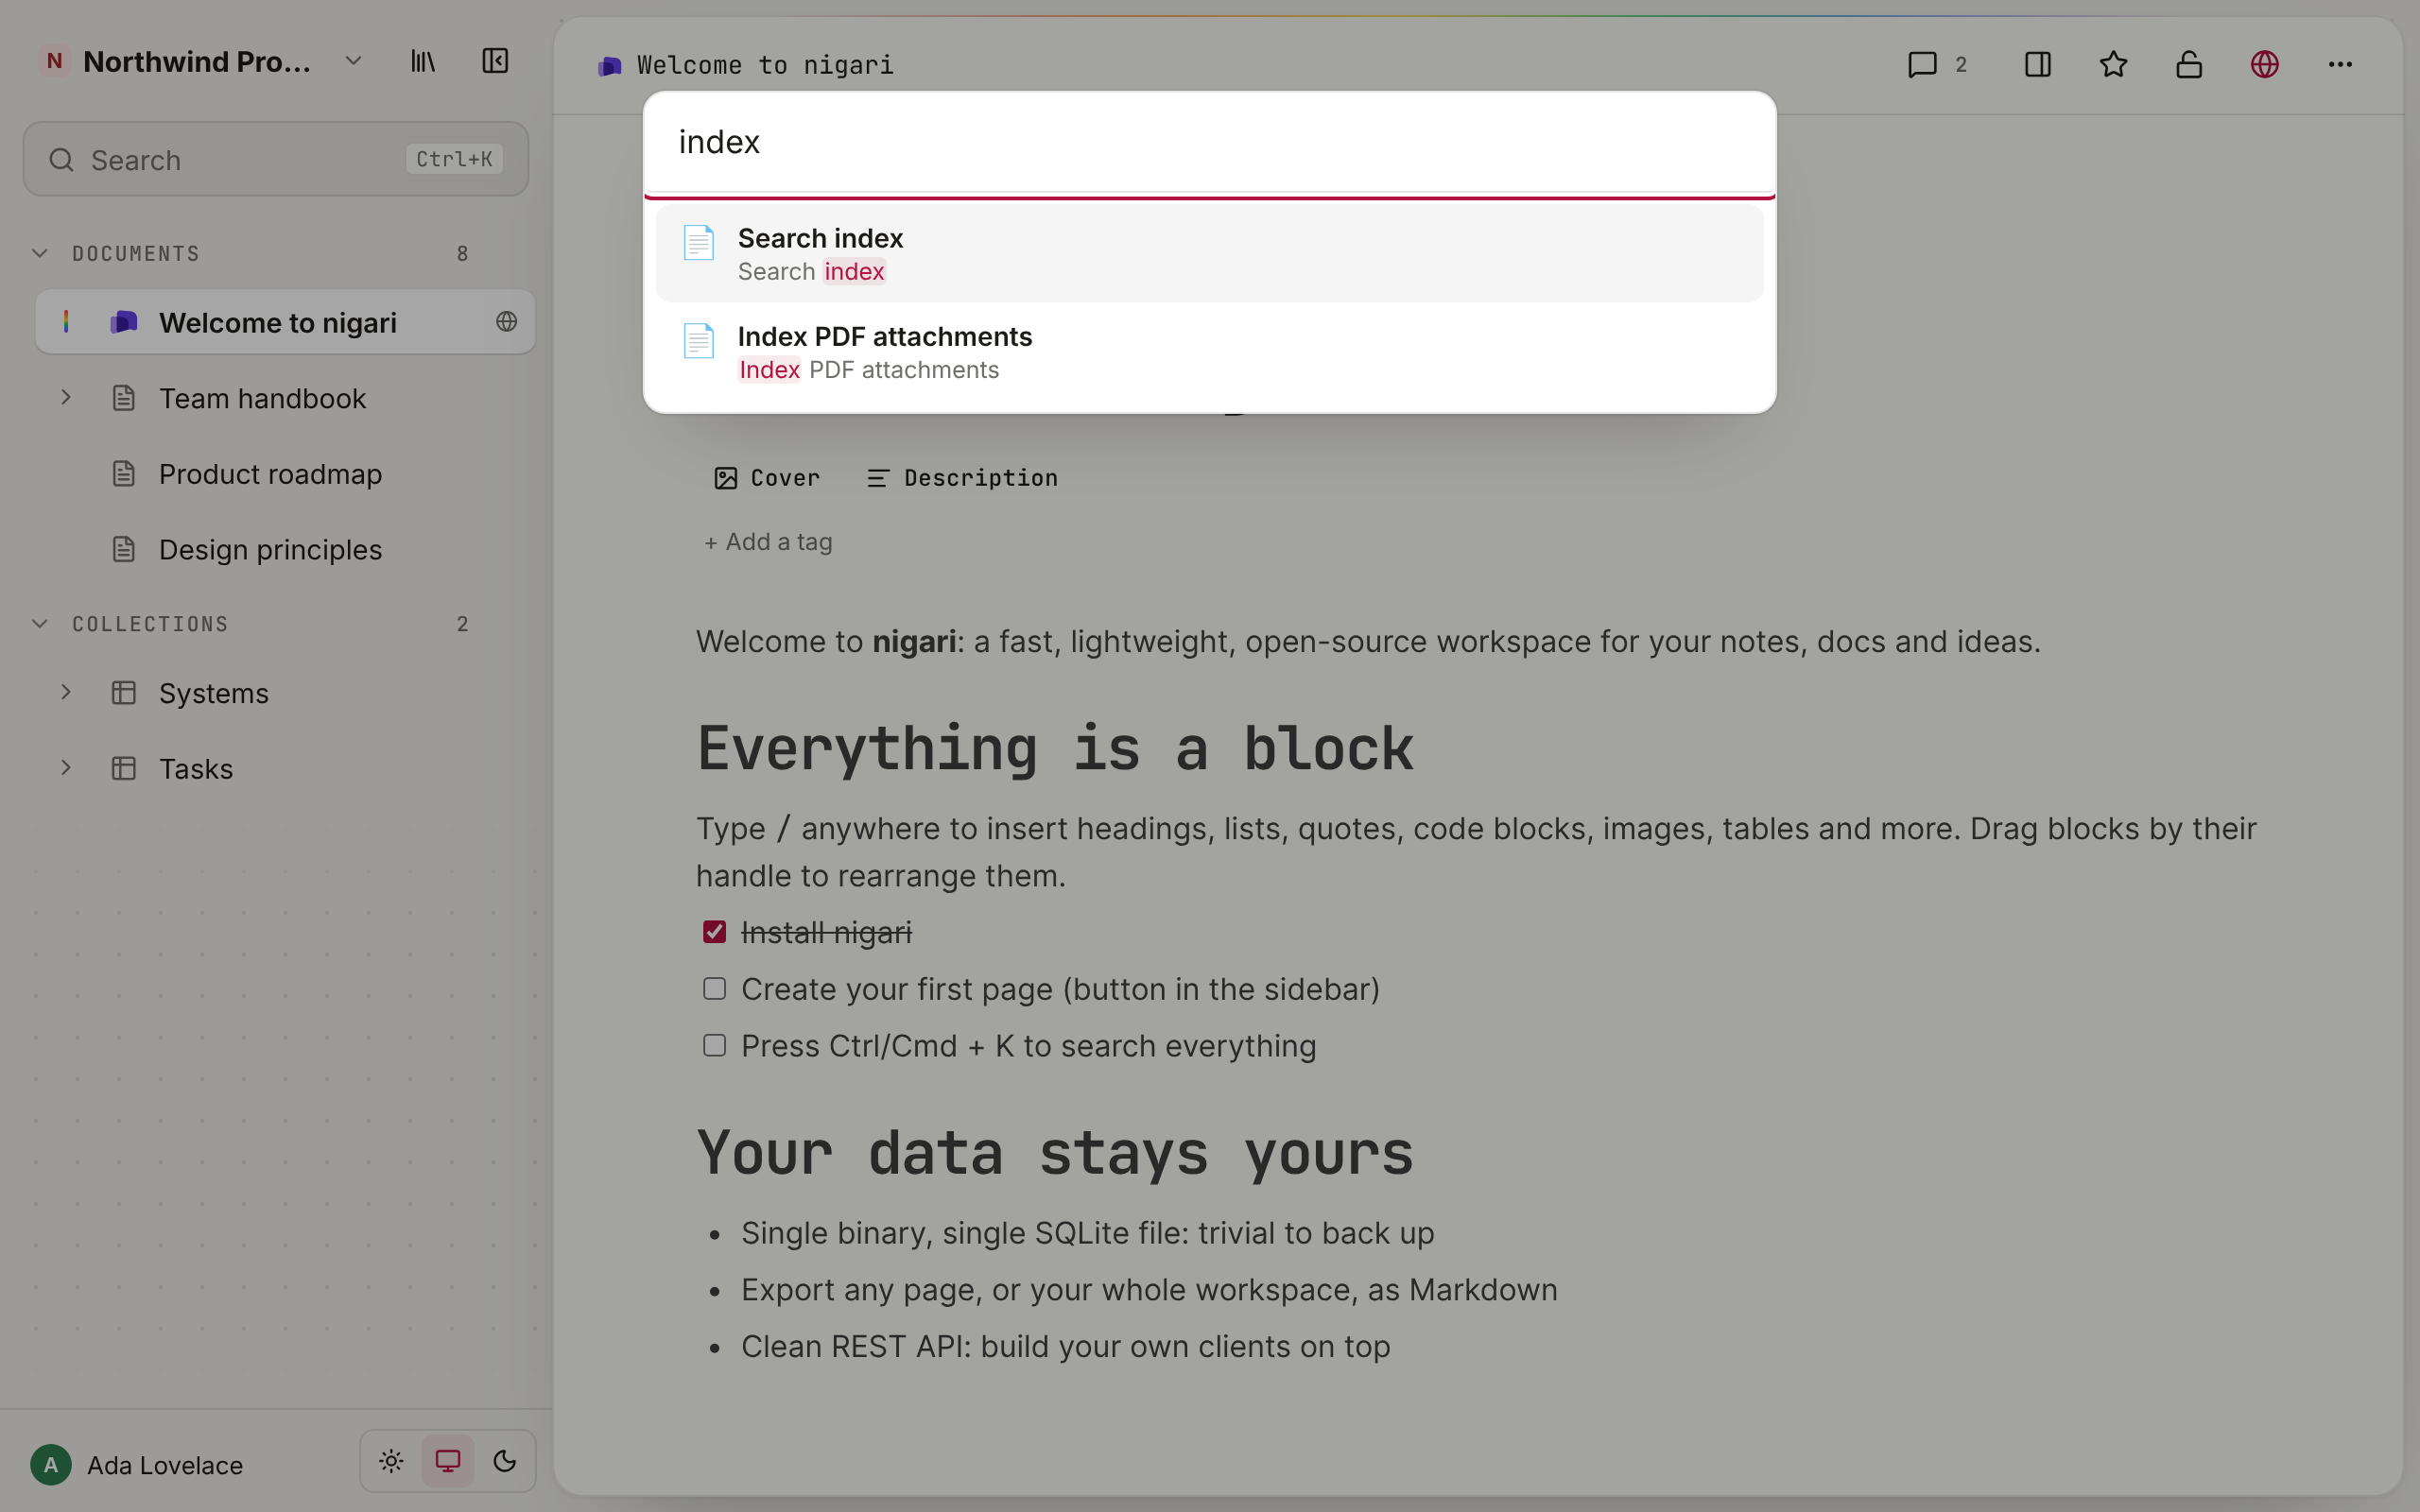 N Northwind Pro...
Search Ctrl+K
DOCUMENTS 8
Welcome to nigari
Team handbook
Product roadmap
Design principles
COLLECTIONS 2
Systems
Tasks
A Ada Lovelace
Welcome to nigari 2
index
Search index
Search index
Index PDF attachments
Index PDF attachments
Cover Description
+ Add a tag
Welcome to nigari: a fast, lightweight, open-source workspace for your notes, docs and ideas.
Everything is a block
Type / anywhere to insert headings, lists, quotes, code blocks, images, tables and more. Drag blocks by their
handle to rearrange them.
Install nigari
Create your first page (button in the sidebar)
Press Ctrl/Cmd + K to search everything
Your data stays yours
• Single binary, single SQLite file: trivial to back up
• Export any page, or your whole workspace, as Markdown
• Clean REST API: build your own clients on top